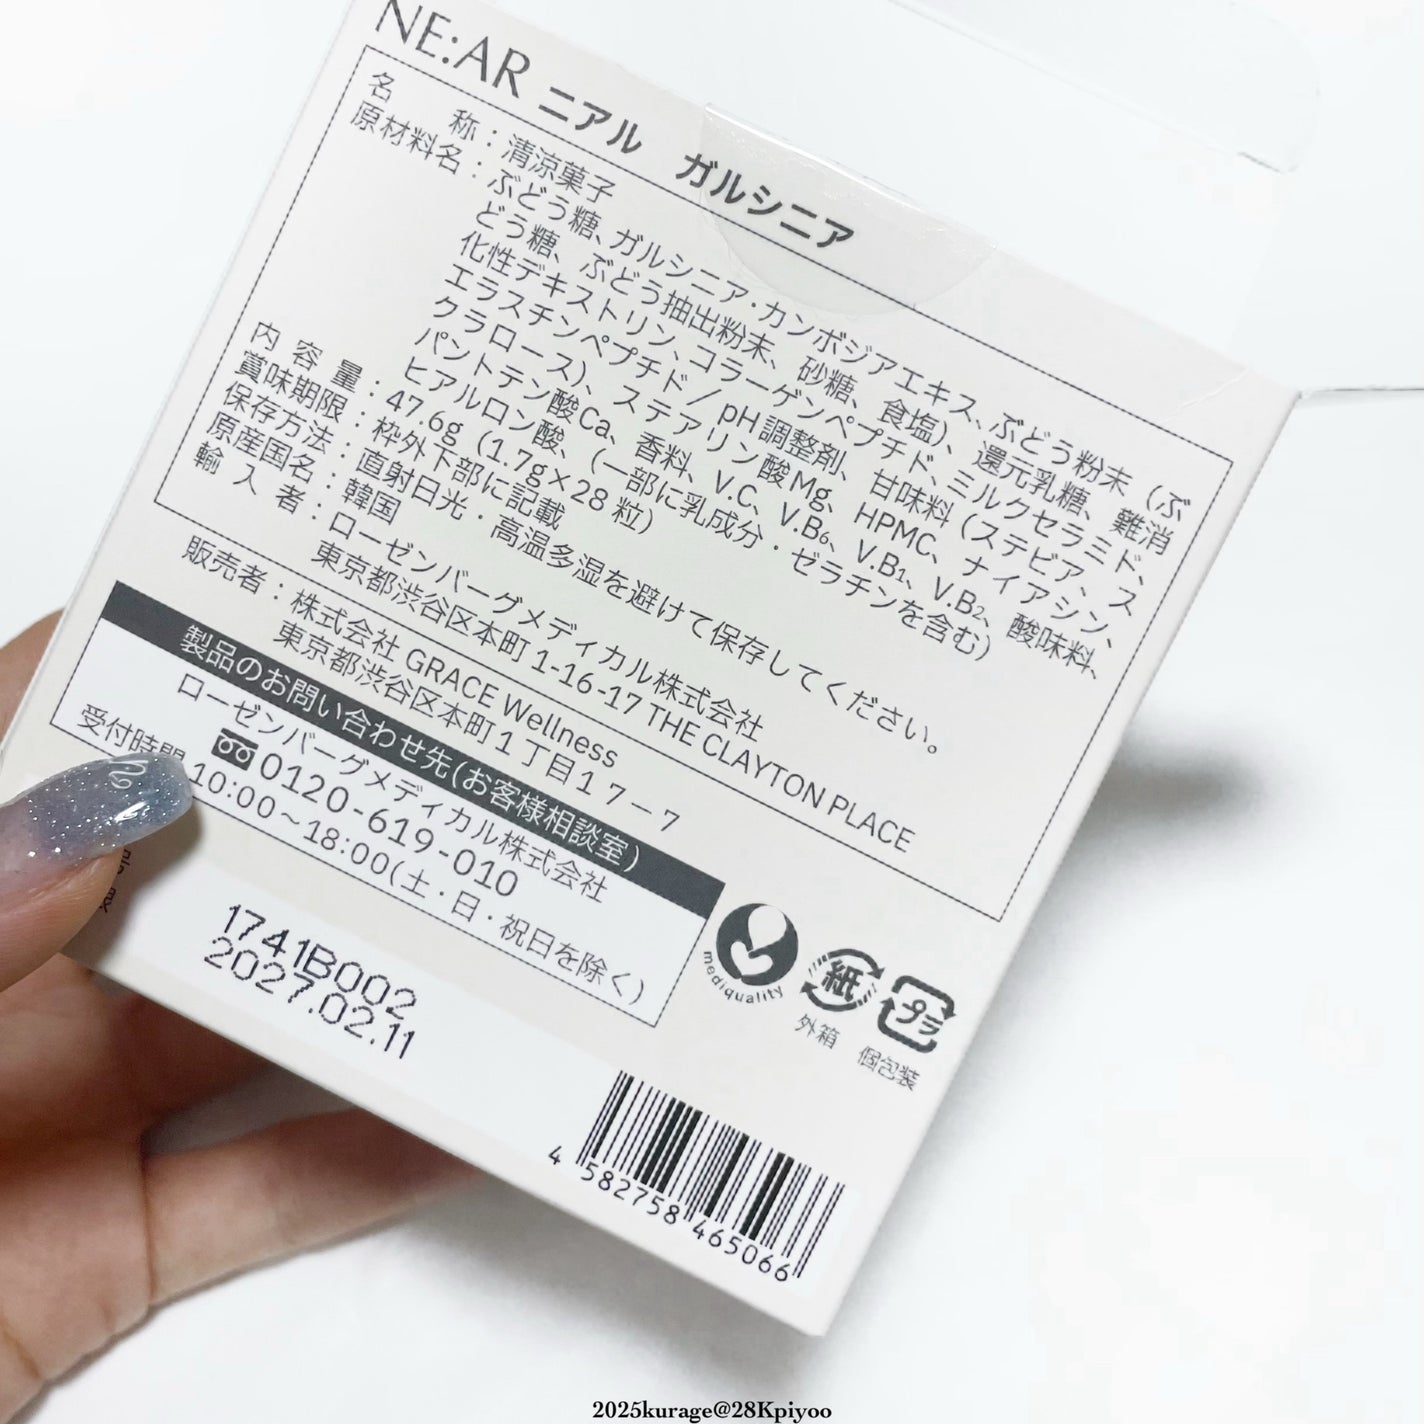 NE:AR ニアル ガルシニア
名称：清涼菓子
原材料名：ぶどう糖、ガルシニア・カンボジアエキス、ぶどう粉末（ぶ
どう糖、ぶどう抽出粉末、砂糖、食塩）、還元乳糖、難消
化性デキストリン、コラーゲンペプチド、ミルクセラミド、
エラスチンペプチド／pH調整剤、甘味料（ステビア、ス
クラロース）、ステアリン酸Mg、HPMC、ナイアシン、
パントテン酸Ca、香料、V.C、V.B₆、V.B₁、V.B₂、酸味料、
ヒアルロン酸、（一部に乳成分・ゼラチンを含む）
内容量：47.6g（1.7g×28粒）
賞味期限：枠外下部に記載
保存方法：直射日光・高温多湿を避けて保存してください。
原産国名：韓国
輸入者：ローゼンバーグメディカル株式会社
東京都渋谷区本町 1-16-17 THE CLAYTON PLACE
販売者：株式会社 GRACE Wellness
東京都渋谷区本町１丁目１７－７
製品のお問い合わせ先(お客様相談室)
ローゼンバーグメディカル株式会社
0120-619-010
受付時間 10:00～18:00(土・日・祝日を除く)
1741B002
2027.02.11
mediquality
紙
外箱
プラ
個包装
4 582758 465066
2025kurage@28Kpiyoo